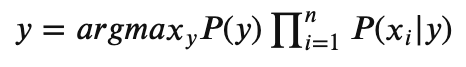 y = argmax_y P(y) ∏_{i=1}^{n} P(x_i|y)